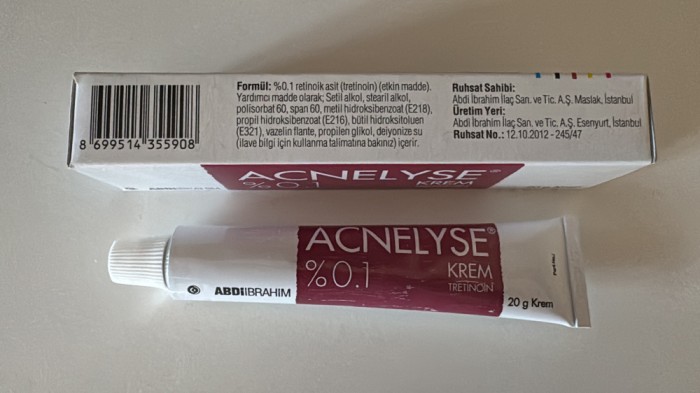 Formül: %0.1 retinoik asit (tretinoin) (etkin madde).
Yardımcı madde olarak; Setil alkol, stearil alkol,
polisorbat 60, span 60, metil hidroksibenzoat (E218),
propil hidroksibenzoat (E216), bütil hidroksitoluen
(E321), vazelin flante, propilen glikol, deiyonize su
(ilave bilgi için kullanma talimatına bakınız) içerir.
Ruhsat Sahibi:
Abdi İbrahim İlaç San. ve Tic. A.Ş. Maslak, İstanbul
Üretim Yeri:
Abdi İbrahim İlaç San. ve Tic. A.Ş. Esenyurt, İstanbul
Ruhsat No.: 12.10.2012 - 245/47
8 699514 355908
ACNELYSE®
%0.1 KREM
ACNELYSE®
%0.1 KREM
TRETİNOİN
ABDİİBRAHİM
20 g Krem